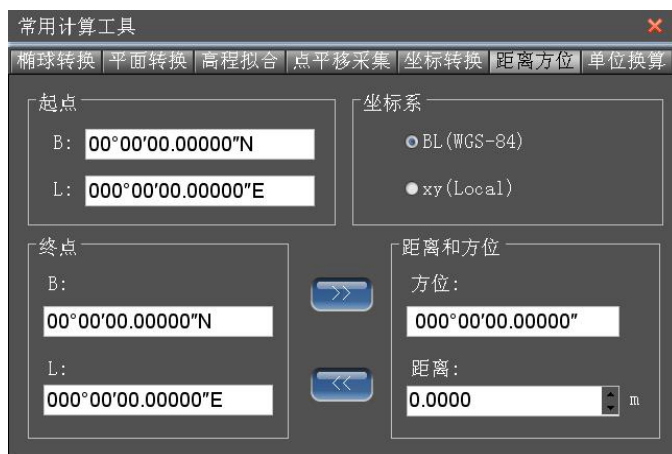 常用计算工具
椭球转换 平面转换 高程拟合 点平移采集 坐标转换 距离方位 单位换算
起点
B: 00°00′00.00000″N
L: 000°00′00.00000″E
坐标系
BL(WGS-84)
xy(Local)
终点
B:
00°00′00.00000″N
L:
000°00′00.00000″E
>>
<<
距离和方位
方位:
000°00′00.00000″
距离:
0.0000 m